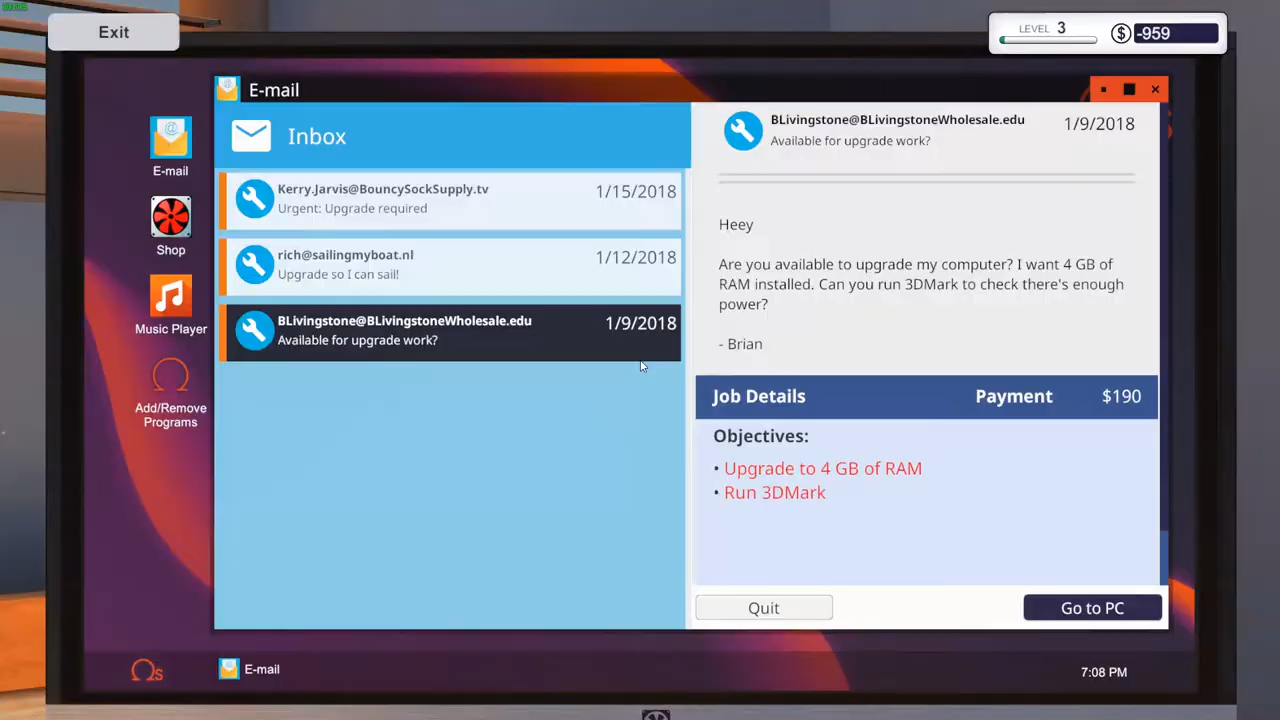 Exit
LEVEL 3
$ -959
E-mail
Inbox
Kerry.Jarvis@BouncySockSupply.tv
1/15/2018
Urgent: Upgrade required
rich@sailingmyboat.nl
1/12/2018
Upgrade so I can sail!
BLivingstone@BLivingstoneWholesale.edu
1/9/2018
Available for upgrade work?
E-mail
Shop
Music Player
Add/Remove
Programs
BLivingstone@BLivingstoneWholesale.edu
1/9/2018
Available for upgrade work?
Heey
Are you available to upgrade my computer? I want 4 GB of
RAM installed. Can you run 3DMark to check there's enough
power?
- Brian
Job Details
Payment
$190
Objectives:
• Upgrade to 4 GB of RAM
• Run 3DMark
Quit
Go to PC
Ωs
E-mail
7:08 PM